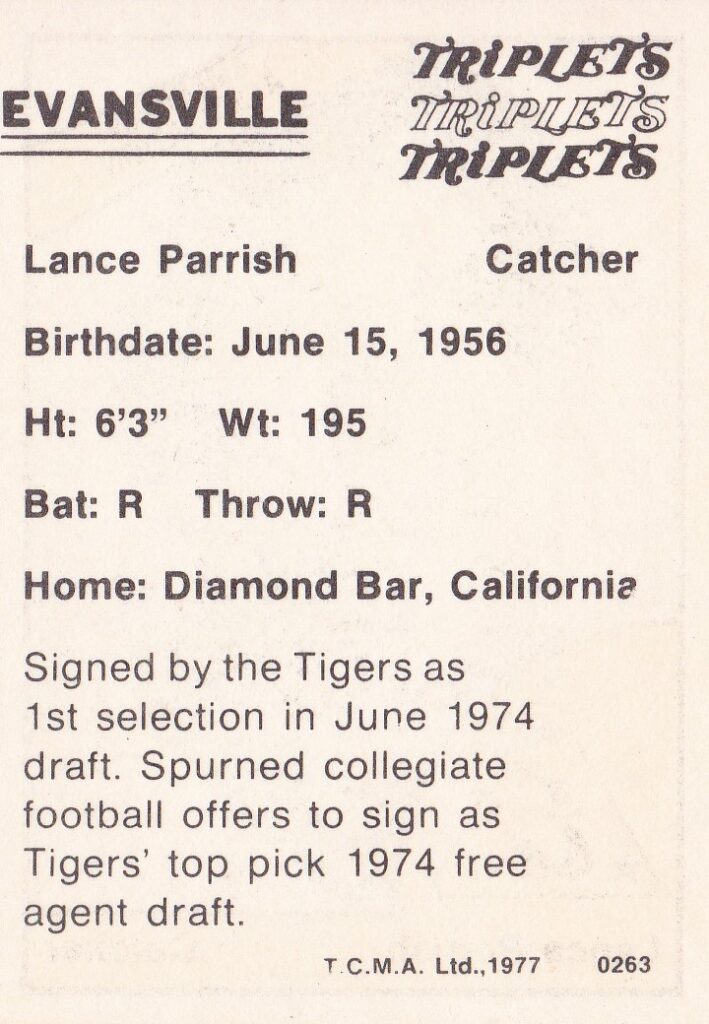 EVANSVILLE
TRiPLETS
TRiPLETS
TRiPLETS
Lance Parrish Catcher
Birthdate: June 15, 1956
Ht: 6’3” Wt: 195
Bat: R Throw: R
Home: Diamond Bar, California
Signed by the Tigers as
1st selection in June 1974
draft. Spurned collegiate
football offers to sign as
Tigers’ top pick 1974 free
agent draft.
T.C.M.A. Ltd.,1977 0263